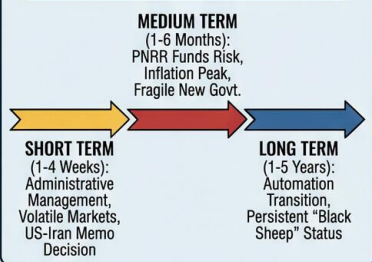 MEDIUM TERM
(1-6 Months):
PNRR Funds Risk,
Inflation Peak,
Fragile New Govt.
SHORT TERM
(1-4 Weeks):
Administrative
Management,
Volatile Markets,
US-Iran Memo
Decision
LONG TERM
(1-5 Years):
Automation
Transition,
Persistent “Black
Sheep” Status